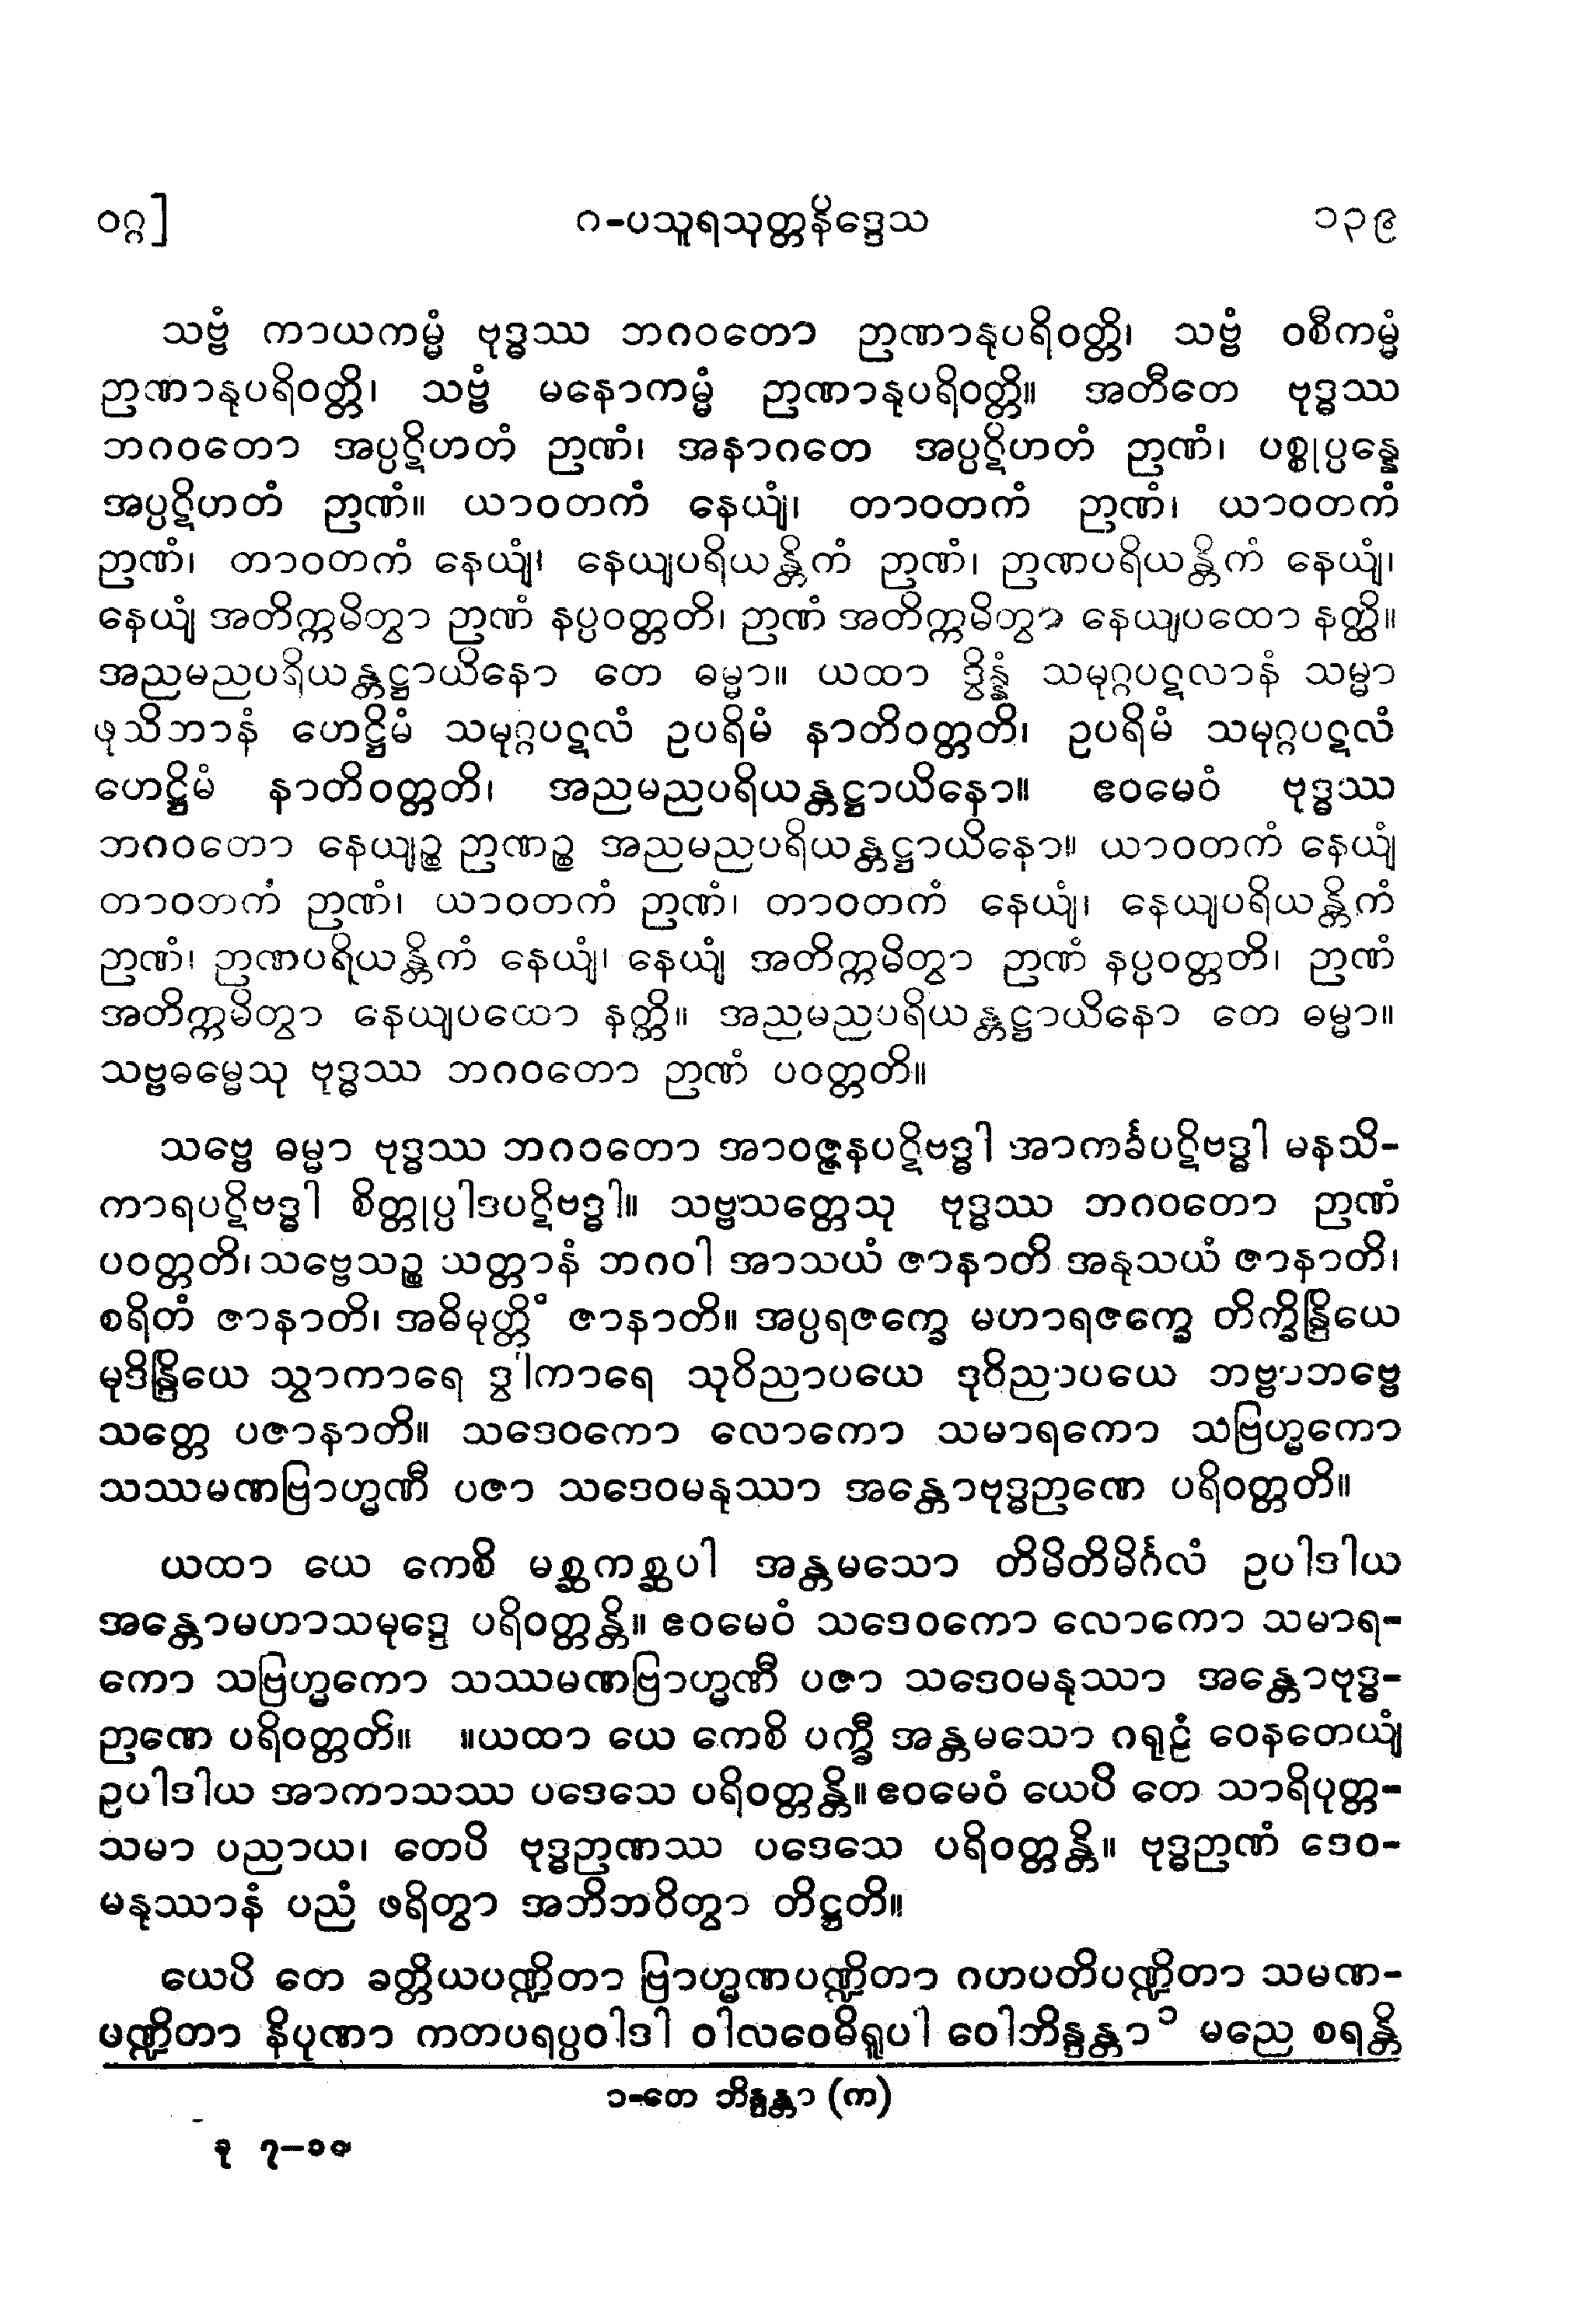 ဝဂ္ဂ] ဂ-ပသူရသုတ္တနိဒ္ဒေသ ၁၃၉
သဗ္ဗံ ကာယကမ္မံ ဗုဒ္ဓဿ ဘဂဝတော ဉာဏာနုပရိဝတ္တိ၊ သဗ္ဗံ ဝစီကမ္မံ
ဉာဏာနုပရိဝတ္တိ၊ သဗ္ဗံ မနောကမ္မံ ဉာဏာနုပရိဝတ္တိ။ အတီတေ ဗုဒ္ဓဿ
ဘဂဝတော အပ္ပဋိဟတံ ဉာဏံ၊ အနာဂတေ အပ္ပဋိဟတံ ဉာဏံ၊ ပစ္စုပ္ပန္နေ
အပ္ပဋိဟတံ ဉာဏံ။ ယာဝတကံ နေယျံ၊ တာဝတကံ ဉာဏံ၊ ယာဝတကံ
ဉာဏံ၊ တာဝတကံ နေယျံ၊ နေယျပရိယန္တိကံ ဉာဏံ၊ ဉာဏပရိယန္တိကံ နေယျံ၊
နေယျံ အတိက္ကမိတွာ ဉာဏံ နပ္ပဝတ္တတိ၊ ဉာဏံ အတိက္ကမိတွာ နေယျပထော နတ္ထိ။
အညမညပရိယန္တဋ္ဌာယိနော တေ ဓမ္မာ။ ယထာ ဒွိန္နံ သမုဂ္ဂပဋလာနံ သမ္မာ
ဖုသိတာနံ ဟေဋ္ဌိမံ သမုဂ္ဂပဋလံ ဥပရိမံ နာတိဝတ္တတိ၊ ဥပရိမံ သမုဂ္ဂပဋလံ
ဟေဋ္ဌိမံ နာတိဝတ္တတိ၊ အညမညပရိယန္တဋ္ဌာယိနော။ ဧဝမေဝံ ဗုဒ္ဓဿ
ဘဂဝတော နေယျဉ္စ ဉာဏဉ္စ အညမညပရိယန္တဋ္ဌာယိနော။ ယာဝတကံ နေယျံ
တာဝတကံ ဉာဏံ၊ ယာဝတကံ ဉာဏံ၊ တာဝတကံ နေယျံ၊ နေယျပရိယန္တိကံ
ဉာဏံ၊ ဉာဏပရိယန္တိကံ နေယျံ၊ နေယျံ အတိက္ကမိတွာ ဉာဏံ နပ္ပဝတ္တတိ၊ ဉာဏံ
အတိက္ကမိတွာ နေယျပထော နတ္ထိ။ အညမညပရိယန္တဋ္ဌာယိနော တေ ဓမ္မာ။
သဗ္ဗဓမ္မေသု ဗုဒ္ဓဿ ဘဂဝတော ဉာဏံ ပဝတ္တတိ။
သဗ္ဗေ ဓမ္မာ ဗုဒ္ဓဿ ဘဂဝတော အာဝဇ္ဇနပဋိဗဒ္ဓါ အာကင်္ခပဋိဗဒ္ဓါ မနသိ-
ကာရပဋိဗဒ္ဓါ စိတ္တုပ္ပါဒပဋိဗဒ္ဓါ။ သဗ္ဗသတ္တေသု ဗုဒ္ဓဿ ဘဂဝတော ဉာဏံ
ပဝတ္တတိ၊ သဗ္ဗေသဉ္စ သတ္တာနံ ဘဂဝါ အာသယံ ဇာနာတိ အနုသယံ ဇာနာတိ၊
စရိတံ ဇာနာတိ၊ အဓိမုတ္တိံ ဇာနာတိ။ အပ္ပရဇက္ခေ မဟာရဇက္ခေ တိက္ခိန္ဒြိယေ
မုဒိန္ဒြိယေ သွာကာရေ ဒွါကာရေ သုဝိညာပယေ ဒုဝိညာပယေ ဘဗ္ဗာဘဗ္ဗေ
သတ္တေ ပဇာနာတိ။ သဒေဝကော လောကော သမာရကော သဗြဟ္မကော
သဿမဏဗြာဟ္မဏီ ပဇာ သဒေဝမနုဿာ အန္တောဗုဒ္ဓဉာဏေ ပရိဝတ္တတိ။
ယထာ ယေ ကေစိ မစ္ဆကစ္ဆပါ အန္တမသော တိမိတိမိင်္ဂလံ ဥပါဒါယ
အန္တောမဟာသမုဒ္ဒေ ပရိဝတ္တန္တိ။ ဧဝမေဝံ သဒေဝကော လောကော သမာရ-
ကော သဗြဟ္မကော သဿမဏဗြာဟ္မဏီ ပဇာ သဒေဝမနုဿာ အန္တောဗုဒ္ဓ-
ဉာဏေ ပရိဝတ္တတိ။ ။ယထာ ယေ ကေစိ ပက္ခီ အန္တမသော ဂရုဠံ ဝေနတေယျံ
ဥပါဒါယ အာကာသဿ ပဒေသေ ပရိဝတ္တန္တိ။ ဧဝမေဝံ ယေပိ တေ သာရိပုတ္တ-
သမာ ပညာယ၊ တေပိ ဗုဒ္ဓဉာဏဿ ပဒေသေ ပရိဝတ္တန္တိ။ ဗုဒ္ဓဉာဏံ ဒေဝ-
မနုဿာနံ ပညံ ဖရိတွာ အဘိဘဝိတွာ တိဋ္ဌတိ။
ယေပိ တေ ခတ္တိယပဏ္ဍိတာ ဗြာဟ္မဏပဏ္ဍိတာ ဂဟပတိပဏ္ဍိတာ သမဏ-
ပဏ္ဍိတာ နိပုဏာ ကတပရပ္ပဝါဒါ ဝါလဝေဓိရူပါ ဝေါဘိန္ဒန္တာ ၁ မညေ စရန္တိ
၁-တေ ဘိန္ဒန္တာ (က)
ခု ၇-၁၀